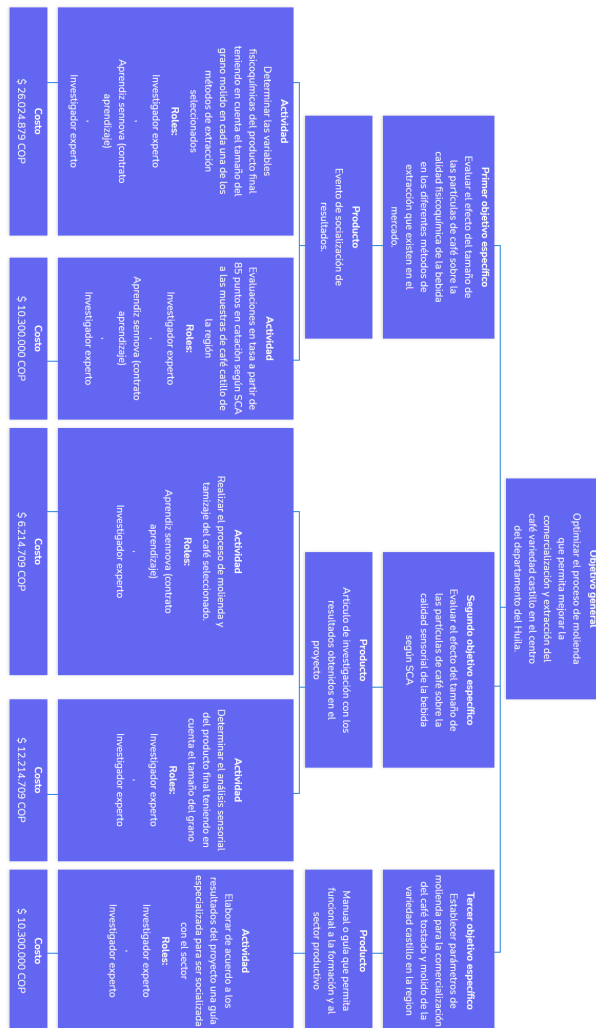 Objetivo general
Optimizar el proceso de molienda
que permita mejorar la
comercialización y extracción del
café variedad castillo en el centro
del departamento del Huila.
Primer objetivo específico
Evaluar el efecto del tamaño de
las partículas de café sobre la
calidad fisicoquímica de la bebida
en los diferentes métodos de
extracción que existen en el
mercado.
Segundo objetivo específico
Evaluar el efecto del tamaño de
las partículas de café sobre la
calidad sensorial de la bebida
según SCA
Tercer objetivo específico
Establecer parámetros de
molienda para la comercialización
del café tostado y molido de la
variedad castillo en la region
Producto
Evento de socialización de
resultados.
Producto
Artículo de investigación con los
resultados obtenidos en el
proyecto
Producto
Manual o guía que permita
funcional a la formación y al
sector productivo
Actividad
Determinar las variables
fisicoquímicas del producto final
teniendo en cuenta el tamaño del
grano molido en cada una de los
métodos de extracción
seleccionados
Roles:
Investigador experto
,
Aprendiz sennova (contrato
aprendizaje)
,
Investigador experto
Actividad
Evaluaciones en tasa a partir de
85 puntos en catación según SCA
a las muestras de café catillo de
la región
Roles:
Investigador experto
,
Aprendiz sennova (contrato
aprendizaje)
,
Investigador experto
Actividad
Realizar el proceso de molienda y
tamizaje del café seleccionado.
Roles:
Aprendiz sennova (contrato
aprendizaje)
,
Investigador experto
Actividad
Determinar el análisis sensorial
del producto final teniendo en
cuenta el tamaño del grano
Roles:
Investigador experto
,
Investigador experto
Actividad
Elaborar de acuerdo a los
resultados del proyecto una guía
especializada para ser socializada
con el sector
Roles:
Investigador experto
,
Investigador experto
Costo
$ 26.024.879 COP
Costo
$ 10.300.000 COP
Costo
$ 6.214.709 COP
Costo
$ 12.214.709 COP
Costo
$ 10.300.000 COP